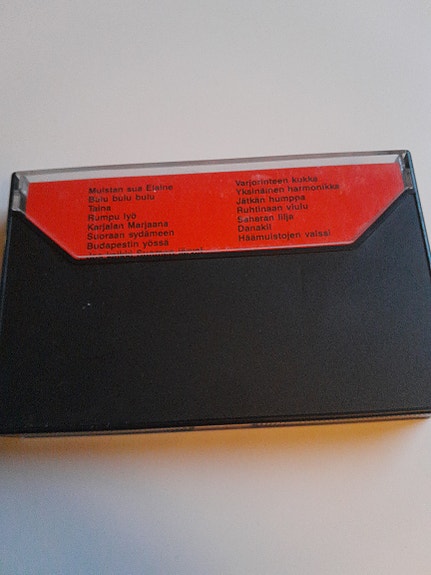 Muistan sua Elaine
Bulu bulu bulu
Taina
Rumpu lyö
Karjalan Marjaana
Suoraan sydämeen
Budapestin yössä
Varjorinteen kukka
Yksinäinen harmonikka
Jätkän humppa
Ruhtinaan viulu
Saharan lilja
Danakil
Häämuistojen valssi